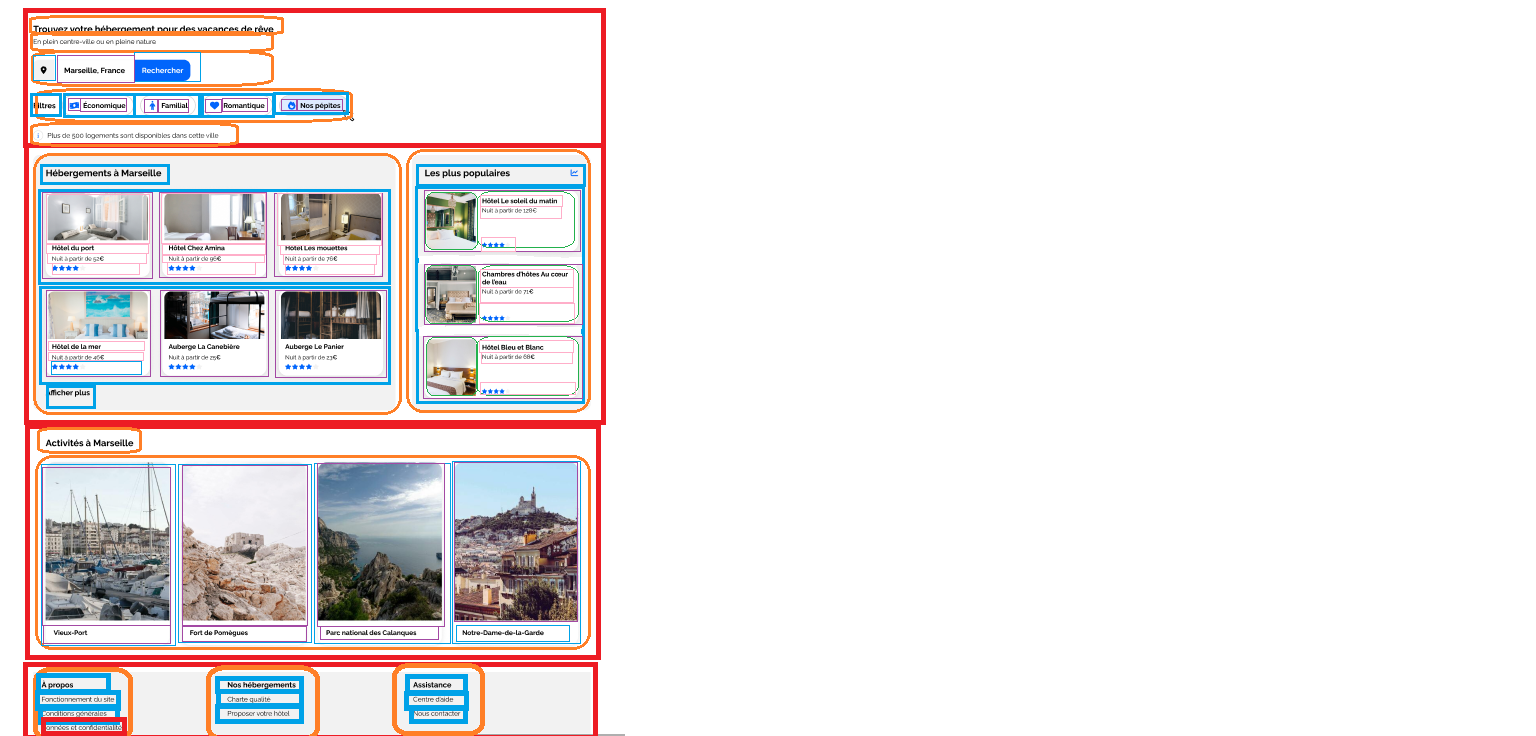 Trouvez votre hébergement pour des vacances de rêve
En plein centre-ville ou en pleine nature
Marseille, France
Rechercher
Filtres
Économique
Familial
Romantique
Nos pépites
Plus de 500 logements sont disponibles dans cette ville
Hébergements à Marseille
Hôtel du port
Nuit à partir de 52€
Hôtel Chez Amina
Nuit à partir de 96€
Hôtel Les mouettes
Nuit à partir de 76€
Hôtel de la mer
Nuit à partir de 46€
Auberge La Canebière
Nuit à partir de 25€
Auberge Le Panier
Nuit à partir de 23€
Afficher plus
Les plus populaires
Hôtel Le soleil du matin
Nuit à partir de 128€
Chambres d'hôtes Au cœur
de l'eau
Nuit à partir de 71€
Hôtel Bleu et Blanc
Nuit à partir de 68€
Activités à Marseille
Vieux-Port
Fort de Pomègues
Parc national des Calanques
Notre-Dame-de-la-Garde
À propos
Fonctionnement du site
Conditions générales
Données et confidentialité
Nos hébergements
Charte qualité
Proposer votre hôtel
Assistance
Centre d'aide
Nous contacter